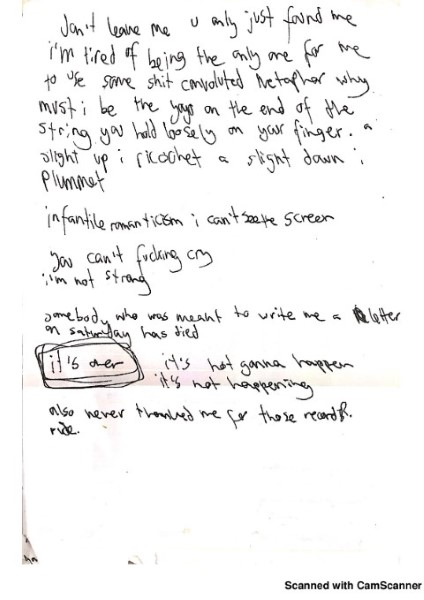 don't leave me u only just found me
i'm tired of being the only one for me
to use some shit convoluted metaphor why
must i be the yoyo on the end of the
string you hold loosely on your finger. a
slight up i ricochet a slight down i
plummet
infantile romanticism i can't see the screen
you can't fucking cry
i'm not strong
somebody who was meant to write me a letter
on saturday has died
it's over
it's not gonna happen
it's not happening
also never thanked me for those records.
rude.
Scanned with CamScanner